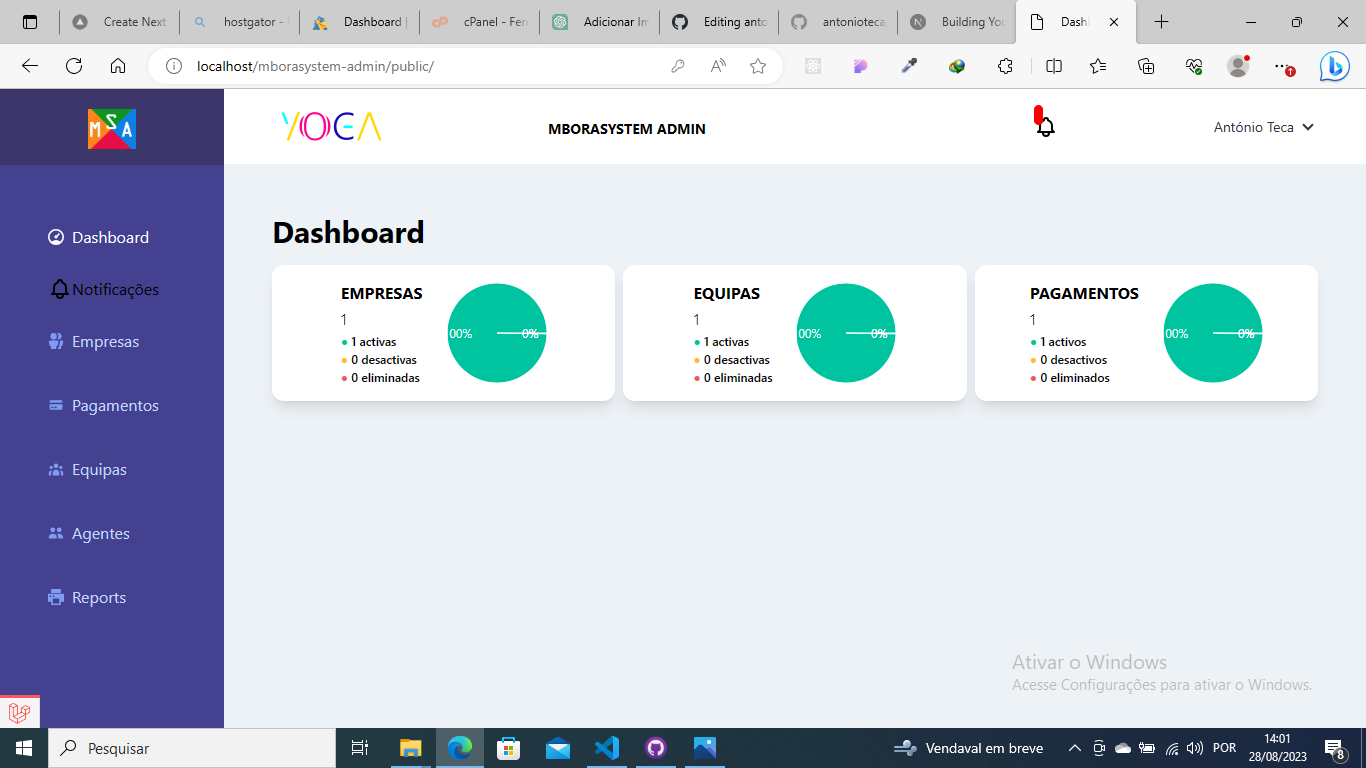 Create Next
hostgator -
Dashboard
cPanel - Fer
Adicionar Im
Editing anto
antonioteca
Building You
Dashb
localhost/mborasystem-admin/public/
MSA
YOGA
MBORASYSTEM ADMIN
António Teca
Dashboard
Notificações
Empresas
Pagamentos
Equipas
Agentes
Reports
Dashboard
EMPRESAS
1
1 activas
0 desactivas
0 eliminadas
00%
0%
EQUIPAS
1
1 activas
0 desactivas
0 eliminadas
00%
0%
PAGAMENTOS
1
1 activos
0 desactivos
0 eliminados
00%
0%
Ativar o Windows
Acesse Configurações para ativar o Windows.
Pesquisar
Vendaval em breve
POR
14:01
28/08/2023
8